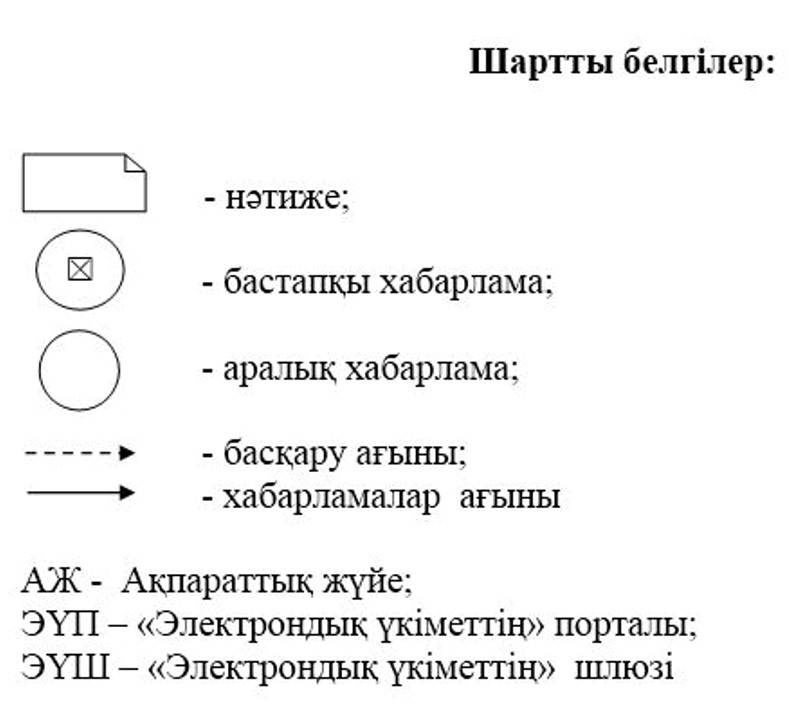 Шартты белгілер:
- нәтиже;
- бастапқы хабарлама;
- аралық хабарлама;
- басқару ағыны;
- хабарламалар ағыны
АЖ - Ақпараттық жүйе;
ЭҮП – «Электрондық үкіметтің» порталы;
ЭҮШ – «Электрондық үкіметтің» шлюзі